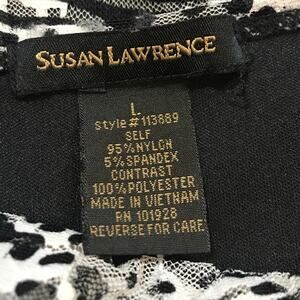 SUSAN LAWRENCE
L
Style#113889
SELF
95%NYLON
5%SPANDEX
CONTRAST
100%POLYESTER
MADE IN VIETNAM
RN 101928
REVERSE FOR CARE